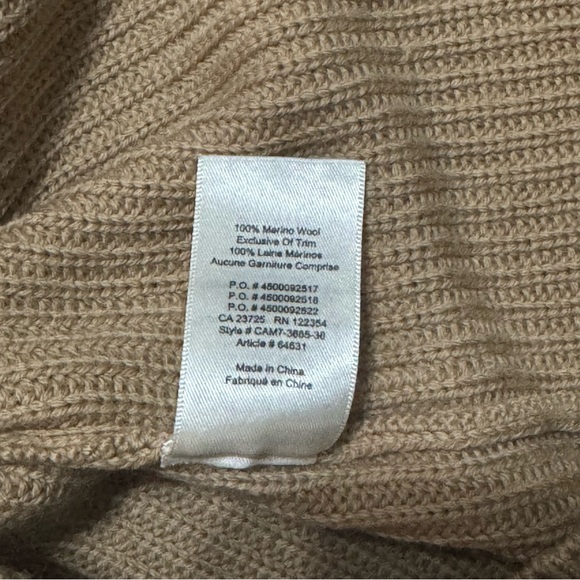 100% Merino Wool
Exclusive Of Trim
100% Laine Mérinos
Aucune Garniture Comprise
P.O. # 4500092517
P.O. # 4500092518
P.O. # 4500092522
CA 23725 RN 122354
Style # CAM7-3685-36
Article # 64631
Made in China
Fabriqué en Chine